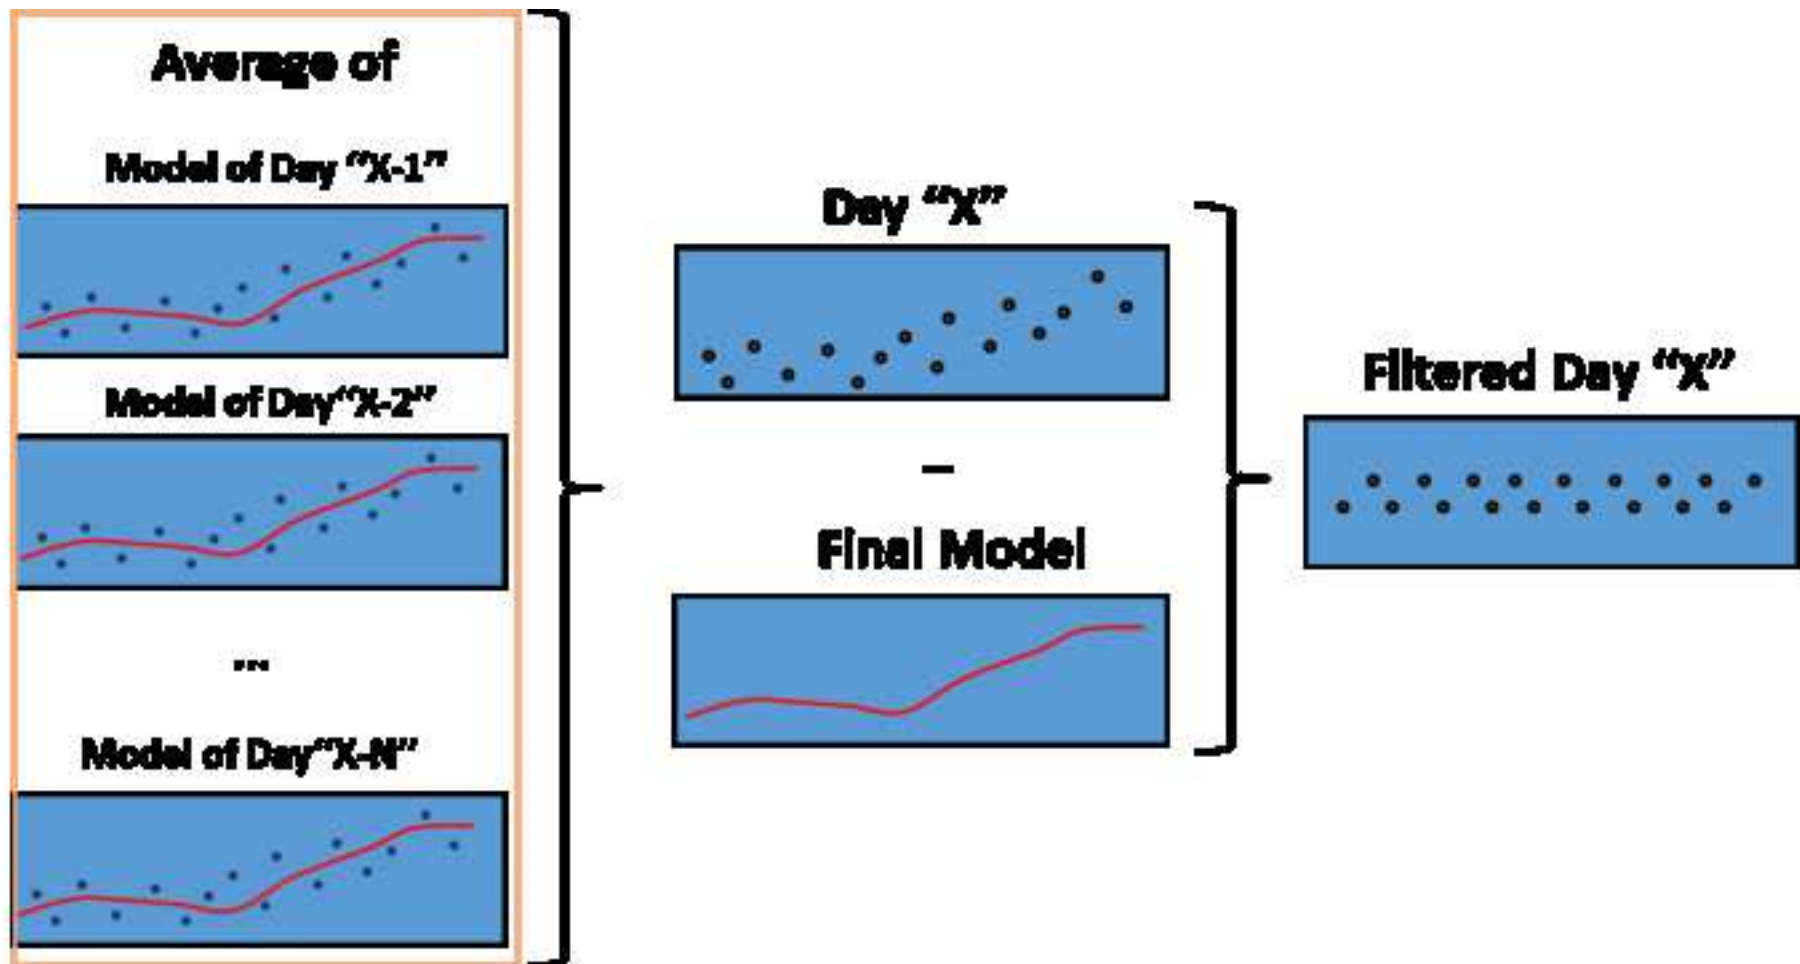 Average of
Model of Day “X-1”
Model of Day“X-2”
...
Model of Day“X-N”
Day “X”
–
Final Model
Filtered Day “X”